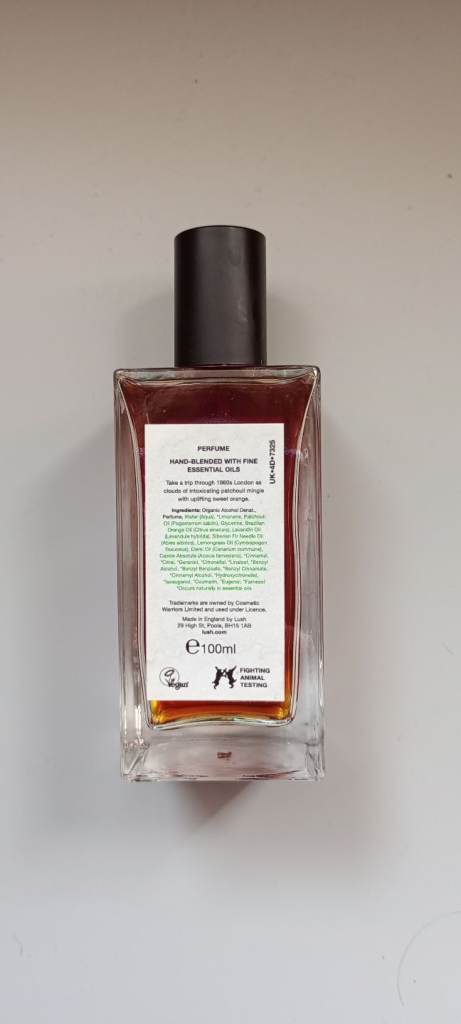 PERFUME
HAND-BLENDED WITH FINE
ESSENTIAL OILS
Take a trip through 1960s London as
clouds of intoxicating patchouli mingle
with uplifting sweet orange.
Ingredients: Organic Alcohol Denat.,
Perfume, Water (Aqua), *Limonene, Patchouli
Oil (Pogostemon cablin), Glycerine, Brazilian
Orange Oil (Citrus sinensis), Lavandin Oil
(Lavandula hybrida), Siberian Fir Needle Oil
(Abies sibirica), Lemongrass Oil (Cymbopogon
flexuosus), Elemi Oil (Canarium commune),
Cassie Absolute (Acacia farnesiana), *Cinnamal,
*Citral, *Geraniol, *Citronellol, *Linalool, *Benzyl
Alcohol, *Benzyl Benzoate, *Benzyl Cinnamate,
*Cinnamyl Alcohol, *Hydroxycitronellal,
*Isoeugenol, *Coumarin, *Eugenol, *Farnesol
*Occurs naturally in essential oils
Trademarks are owned by Cosmetic
Warriors Limited and used under Licence.
Made in England by Lush
29 High St, Poole, BH15 1AB
lush.com
℮100ml
Vegan
FIGHTING
ANIMAL
TESTING
UK•4D•7325